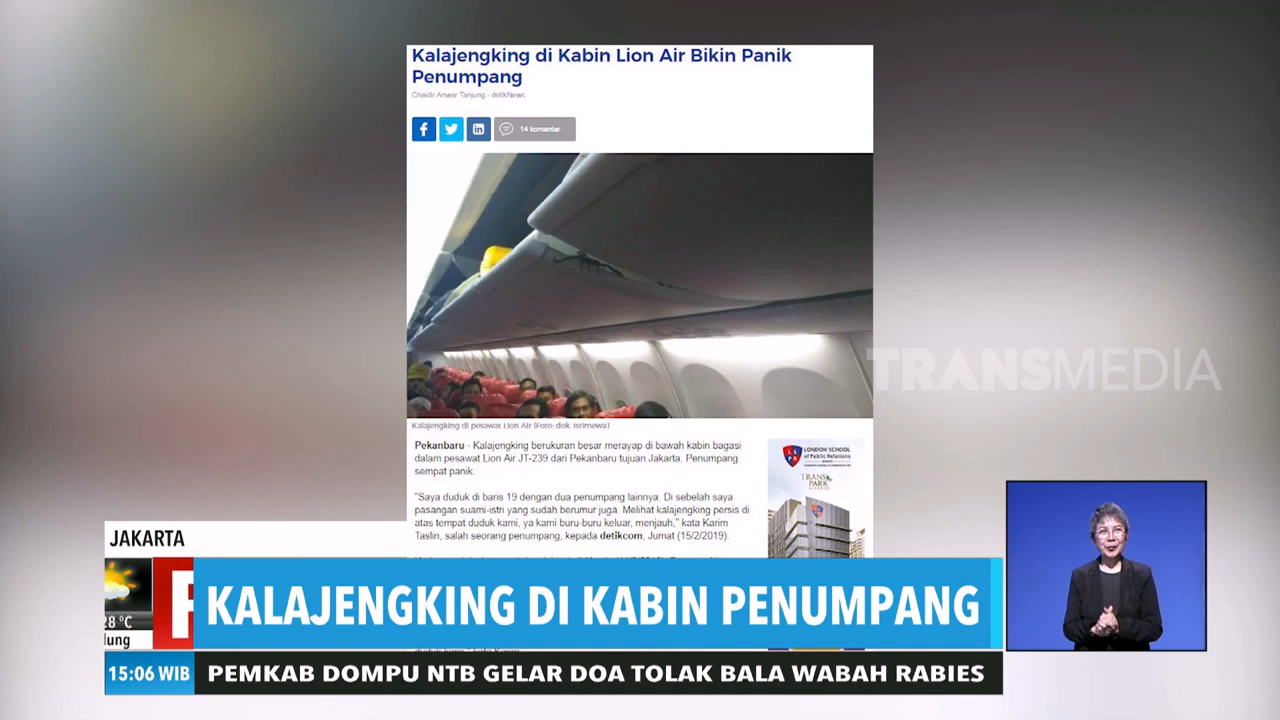 Kalajengking di Kabin Lion Air Bikin Panik
Penumpang
Chaidir Anwar Tanjung - detikNews
f
in
14 komentar
Kalajengking di pesawat Lion Air (Foto: dok. Istimewa)
Pekanbaru - Kalajengking berukuran besar merayap di bawah kabin bagasi
dalam pesawat Lion Air JT-239 dari Pekanbaru tujuan Jakarta. Penumpang
sempat panik.
"Saya duduk di baris 19 dengan dua penumpang lainnya. Di sebelah saya
pasangan suami-istri yang sudah berumur juga. Melihat kalajengking persis di
atas tempat duduk kami, ya kami buru-buru keluar, menjauh," kata Karim
Taslin, salah seorang penumpang, kepada detikcom, Jumat (15/2/2019).
LONDON SCHOOL
of Public Relations
TRANS
PARK
TRANSMEDIA
JAKARTA
28 °C
lung
KALAJENGKING DI KABIN PENUMPANG
15:06 WIB
PEMKAB DOMPU NTB GELAR DOA TOLAK BALA WABAH RABIES